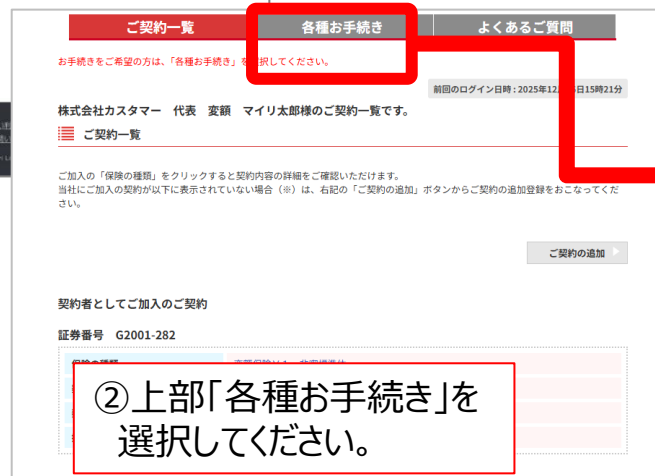 ご契約一覧
各種お手続き
よくあるご質問
お手続きをご希望の方は、「各種お手続き」を選択してください。
前回のログイン日時：2025年12月 日15時21分
株式会社カスタマー 代表 変額 マイリ太郎様のご契約一覧です。
ご契約一覧
ご加入の「保険の種類」をクリックすると契約内容の詳細をご確認いただけます。
当社にご加入の契約が以下に表示されていない場合（※）は、右記の「ご契約の追加」ボタンからご契約の追加登録をおこなってくだ
さい。
ご契約の追加
契約者としてご加入のご契約
証券番号 G2001-282
②上部「各種お手続き」を
選択してください。